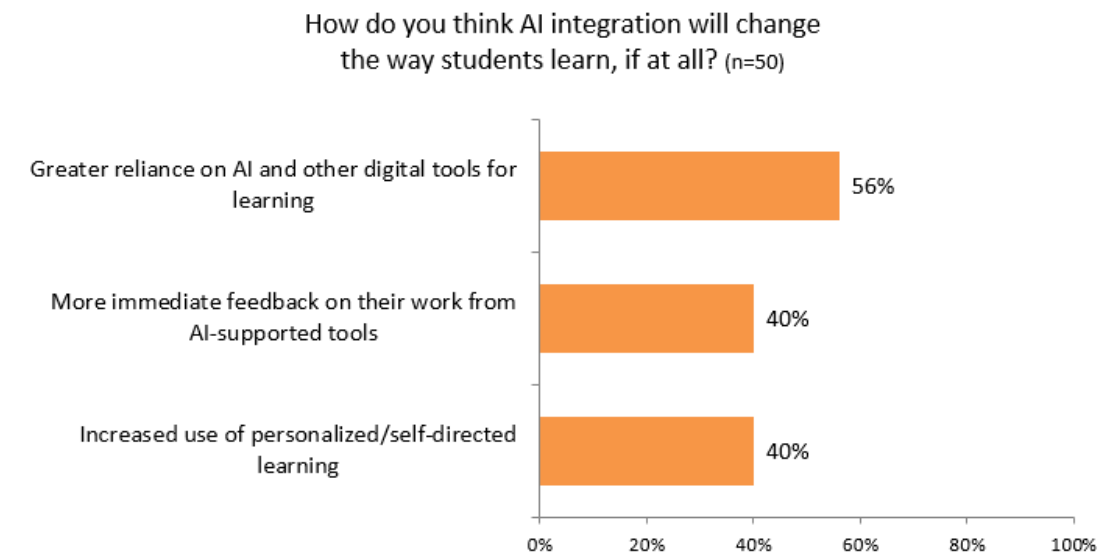 How do you think AI integration will change
the way students learn, if at all? (n=50)
Greater reliance on AI and other digital tools for
learning
56%
More immediate feedback on their work from
AI-supported tools
40%
Increased use of personalized/self-directed
learning
40%
0%
20%
40%
60%
80%
100%